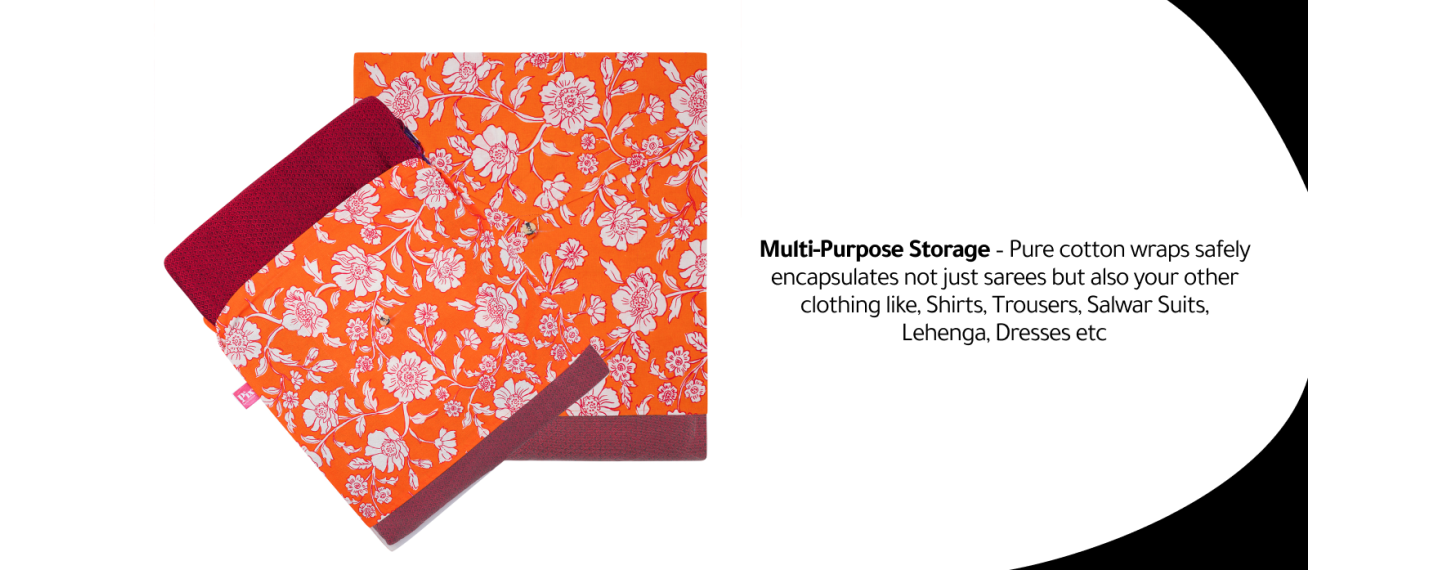 Multi-Purpose Storage - Pure cotton wraps safely
encapsulates not just sarees but also your other
clothing like, Shirts, Trousers, Salwar Suits,
Lehenga, Dresses etc